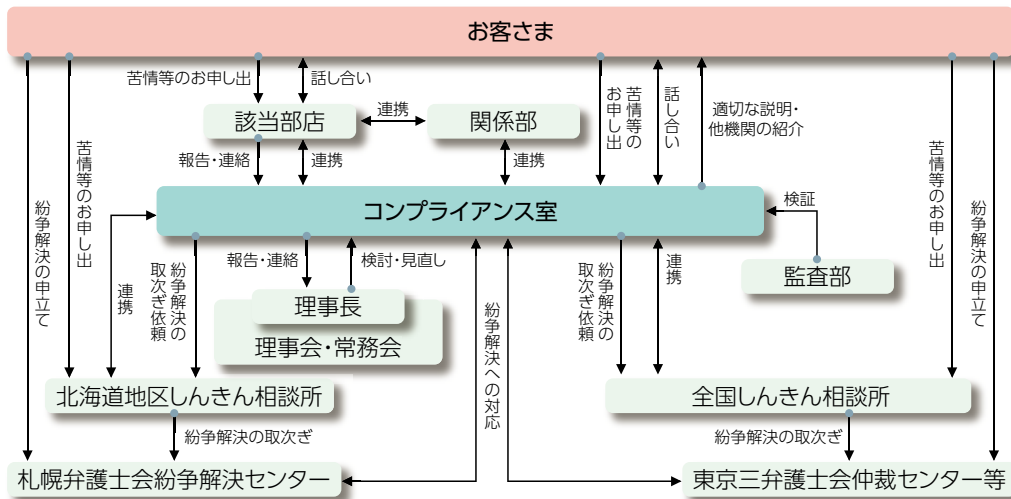 お客さま
苦情等のお申し出
話し合い
該当部店
連携
関係部
苦情等の
お申し出
話し合い
適切な説明・
他機関の紹介
報告・連絡
連携
連携
苦情等のお申し出
紛争解決の申立て
苦情等のお申し出
紛争解決の申立て
コンプライアンス室
検証
監査部
連携
紛争解決の
取次ぎ依頼
報告・連絡
検討・見直し
理事長
理事会・常務会
紛争解決への対応
紛争解決の
取次ぎ依頼
連携
北海道地区しんきん相談所
全国しんきん相談所
紛争解決の取次ぎ
紛争解決の取次ぎ
札幌弁護士会紛争解決センター
東京三弁護士会仲裁センター等